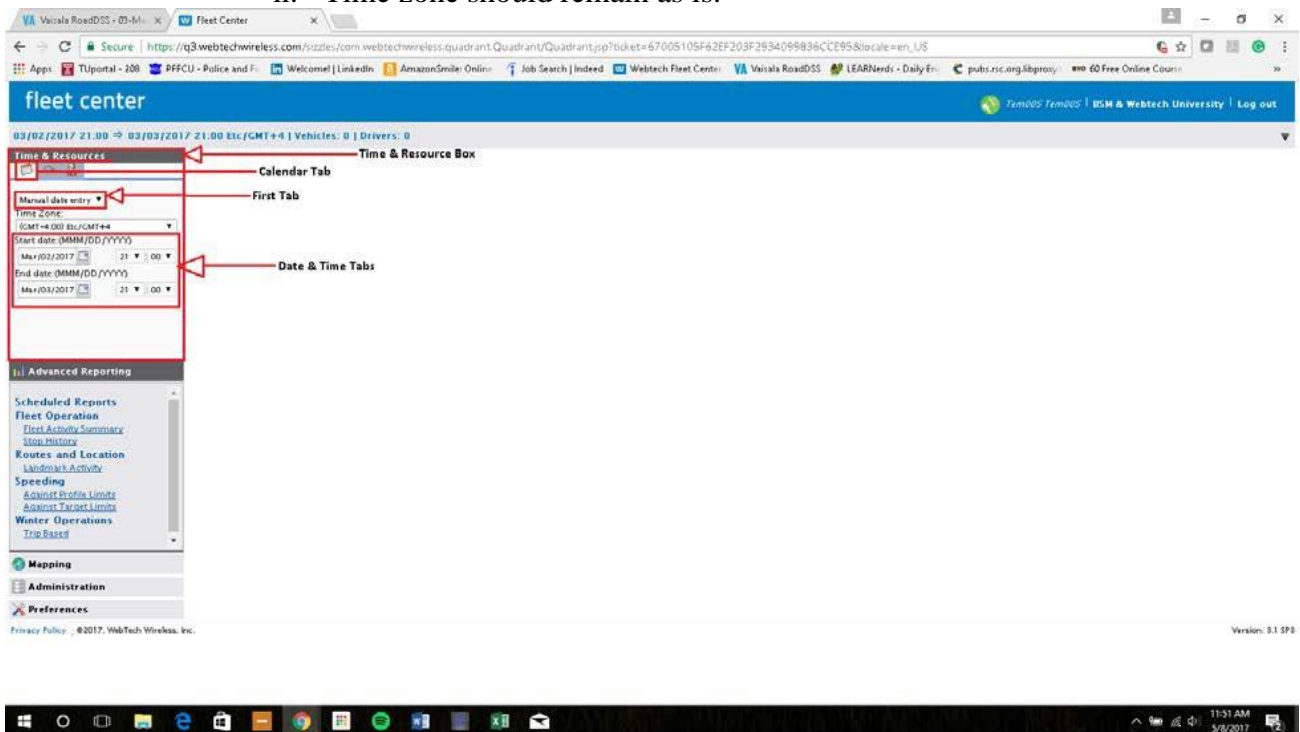 ii. Time zone should remain as is.
Vaisala RoadDSS - 03-M
Fleet Center
Secure
https://q3.webtechwireless.com/sizzles/com.webtechwireless.quadrant.Quadrant/Quadrant.jsp?ticket=67005105F62EF203F2934099836CCE95&locale=en_US
Apps TUportal - 208 PFFCU - Police and Fi Welcome! | LinkedIn AmazonSmile: Online Job Search | Indeed Webtech Fleet Center Vaisala RoadDSS LEARNerds - Daily En pubs.rsc.org.libproxy 60 Free Online Course
fleet center
Tem005 Tem005 | BSM & Webtech University | Log out
03/02/2017 21:00 ⇒ 03/03/2017 21:00 Etc/GMT+4 | Vehicles: 0 | Drivers: 0
Time & Resources
Time & Resource Box
Calendar Tab
Manual date entry
First Tab
Time Zone:
(GMT-4:00) Etc/GMT+4
Start date:(MMM/DD/YYYY)
Mar/02/2017 21 : 00
Date & Time Tabs
End date:(MMM/DD/YYYY)
Mar/03/2017 21 : 00
Advanced Reporting
Scheduled Reports
Fleet Operation
Fleet Activity Summary
Stop History
Routes and Location
Landmark Activity
Speeding
Against Profile Limits
Against Target Limits
Winter Operations
Trip Based
Mapping
Administration
Preferences
Privacy Policy ©2017, WebTech Wireless, Inc.
Version: 8.1 SP8
11:51 AM
5/8/2017